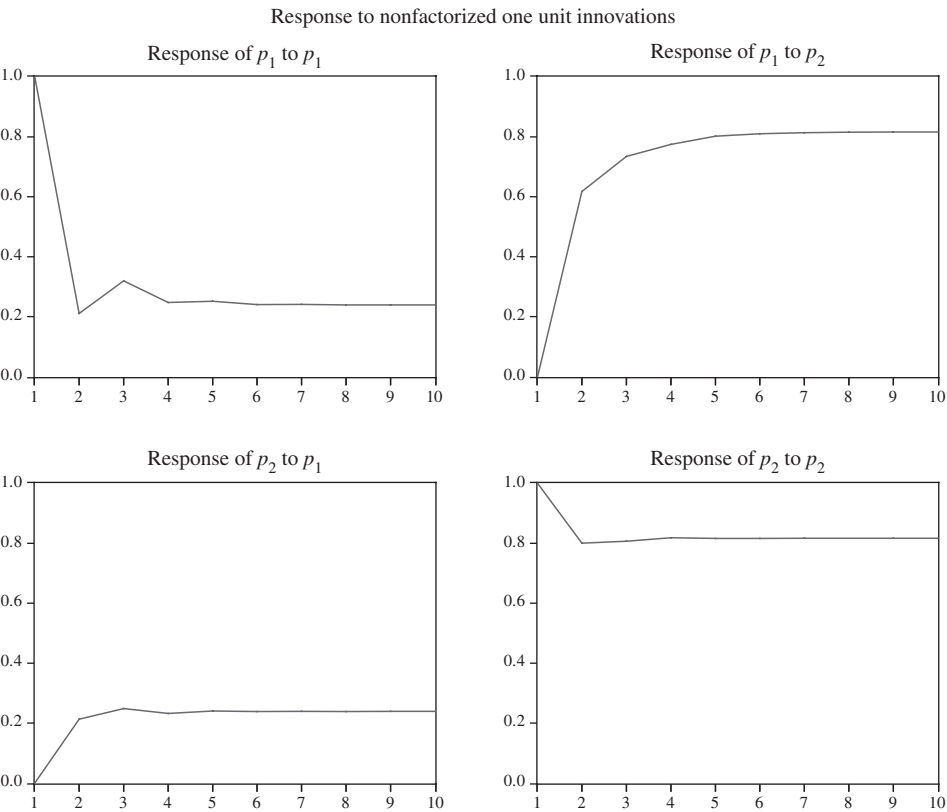 Response to nonfactorized one unit innovations
Response of p1 to p1
1.0
0.8
0.6
0.4
0.2
0.0
1 2 3 4 5 6 7 8 9 10
Response of p1 to p2
1.0
0.8
0.6
0.4
0.2
0.0
1 2 3 4 5 6 7 8 9 10
Response of p2 to p1
1.0
0.8
0.6
0.4
0.2
0.0
1 2 3 4 5 6 7 8 9 10
Response of p2 to p2
1.0
0.8
0.6
0.4
0.2
0.0
1 2 3 4 5 6 7 8 9 10